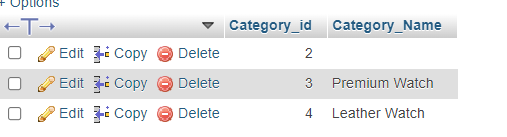 + Options
←T→ Category_id Category_Name
Edit Copy Delete 2
Edit Copy Delete 3 Premium Watch
Edit Copy Delete 4 Leather Watch